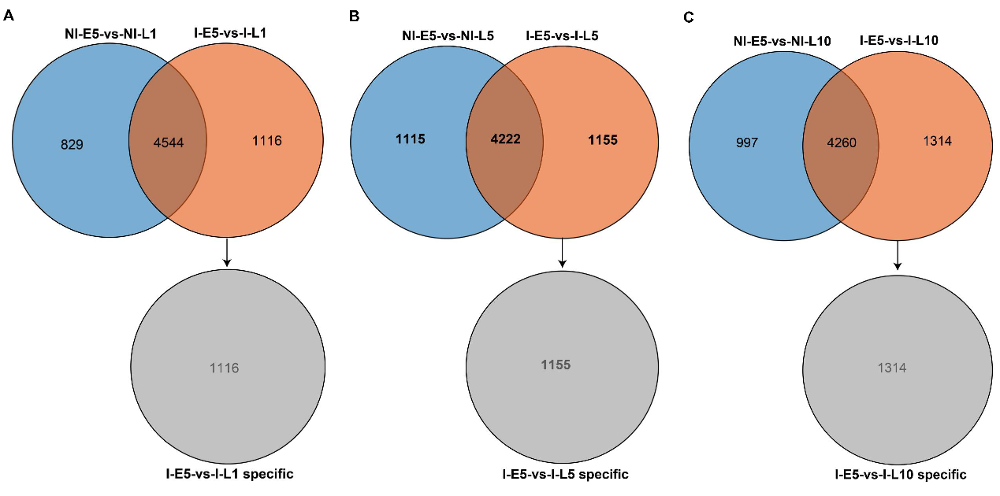 A
NI-E5-vs-NI-L1
I-E5-vs-I-L1
829
4544
1116
1116
I-E5-vs-I-L1 specific
B
NI-E5-vs-NI-L5
I-E5-vs-I-L5
1115
4222
1155
1155
I-E5-vs-I-L5 specific
C
NI-E5-vs-NI-L10
I-E5-vs-I-L10
997
4260
1314
1314
I-E5-vs-I-L10 specific